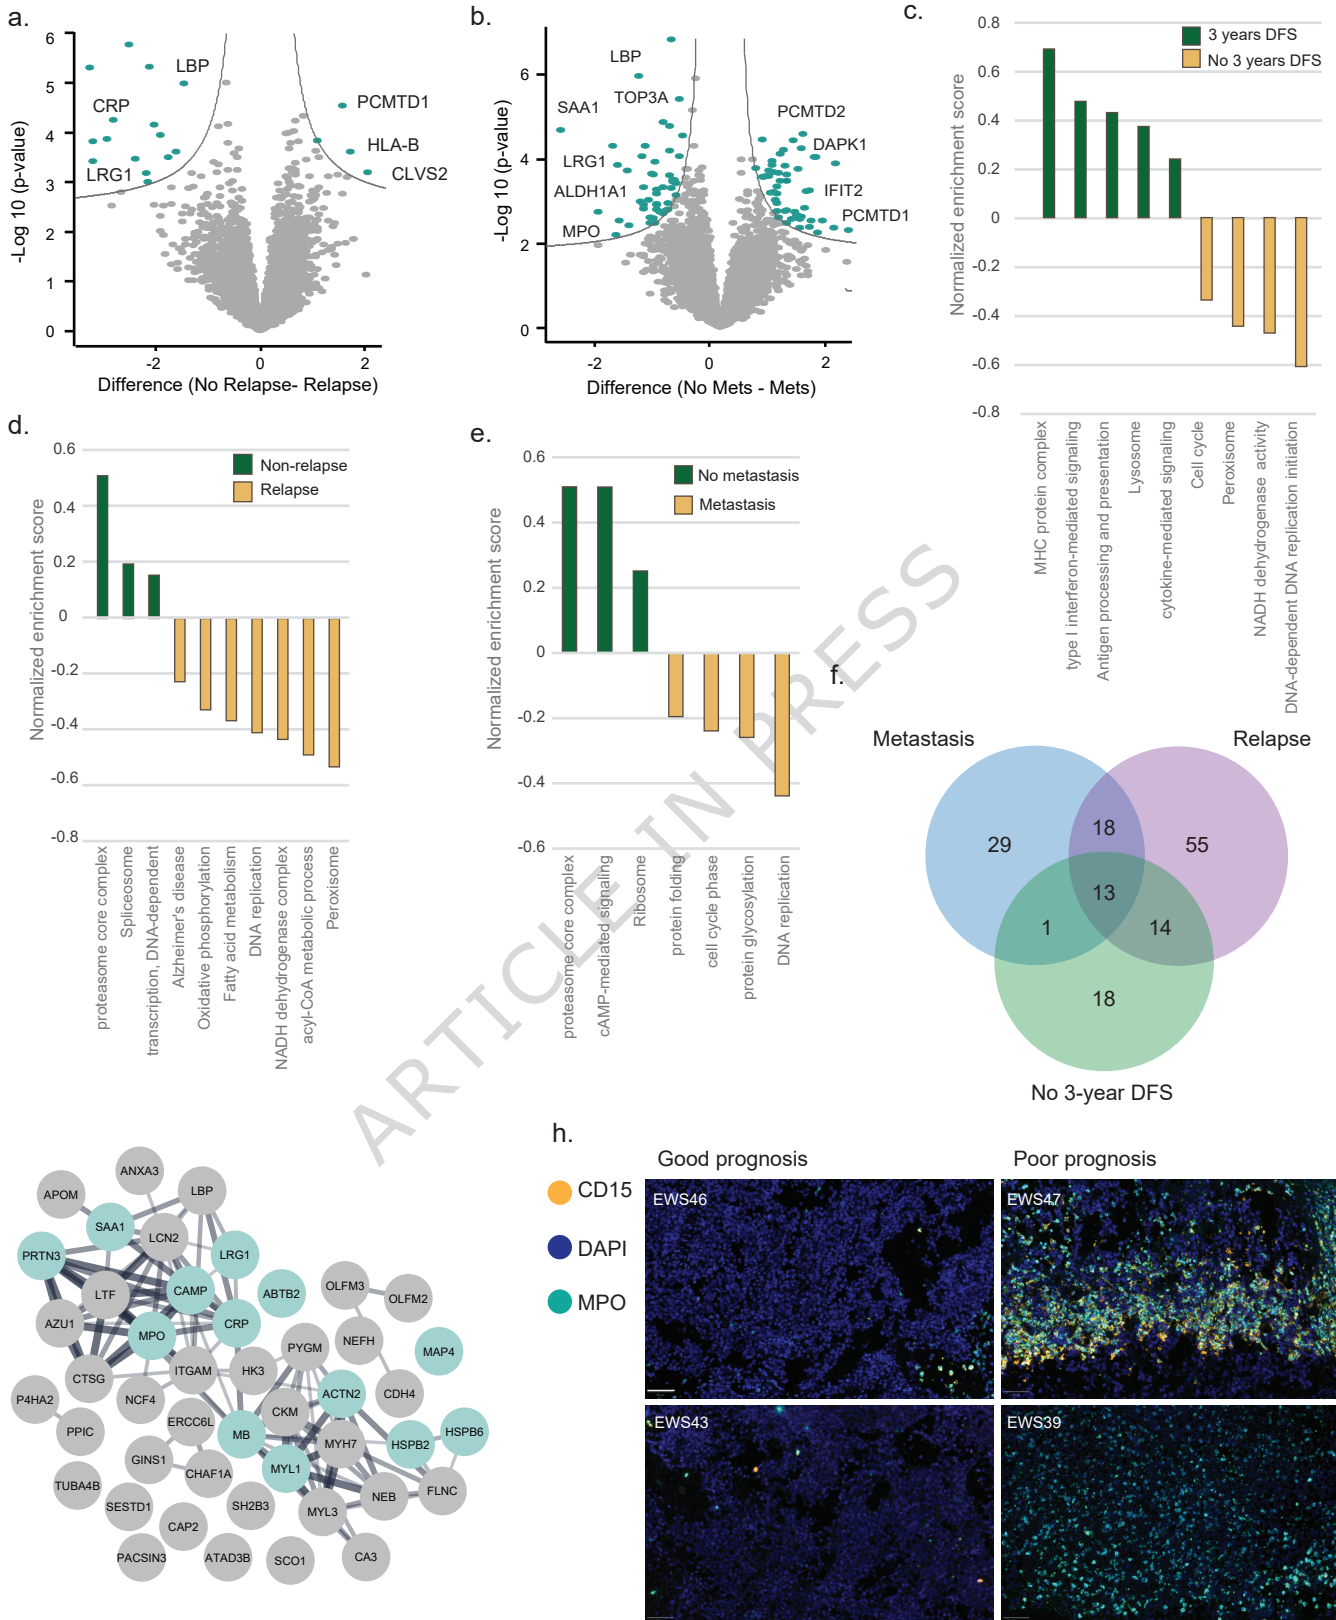 a.
6
5
4
3
2
1
0
-Log 10 (p-value)
LBP
CRP
LRG1
PCMTD1
HLA-B
CLVS2
-2
0
2
Difference (No Relapse- Relapse)
b.
6
4
2
0
-Log 10 (p-value)
LBP
SAA1
TOP3A
LRG1
ALDH1A1
MPO
PCMTD2
DAPK1
IFIT2
PCMTD1
-2
0
2
Difference (No Mets - Mets)
c.
0.8
0.6
0.4
0.2
0
-0.2
-0.4
-0.6
-0.8
Normalized enrichment score
3 years DFS
No 3 years DFS
MHC protein complex
type I interferon-mediated signaling
Antigen processing and presentation
Lysosome
cytokine-mediated signaling
Cell cycle
Peroxisome
NADH dehydrogenase activity
DNA-dependent DNA replication initiation
d.
0.6
0.4
0.2
0
-0.2
-0.4
-0.6
-0.8
Normalized enrichment score
Non-relapse
Relapse
proteasome core complex
Spliceosome
transcription, DNA-dependent
Alzheimer's disease
Oxidative phosphorylation
Fatty acid metabolism
DNA replication
NADH dehydrogenase complex
acyl-CoA metabolic process
Peroxisome
e.
0.6
0.4
0.2
0
-0.2
-0.4
-0.6
Normalized enrichment score
No metastasis
Metastasis
proteasome core complex
cAMP-mediated signaling
Ribosome
protein folding
cell cycle phase
protein glycosylation
DNA replication
f.
Metastasis
Relapse
29
18
55
13
1
14
18
No 3-year DFS
ARTICLE IN PRESS
ANXA3
APOM
LBP
SAA1
LCN2
PRTN3
LRG1
LTF
CAMP
ABTB2
OLFM3
OLFM2
AZU1
MPO
CRP
NEFH
PYGM
MAP4
CTSG
ITGAM
HK3
P4HA2
NCF4
ACTN2
CDH4
PPIC
ERCC6L
CKM
MB
MYH7
HSPB2
HSPB6
GINS1
CHAF1A
MYL1
TUBA4B
SESTD1
SH2B3
MYL3
NEB
FLNC
CAP2
PACSIN3
ATAD3B
SCO1
CA3
h.
Good prognosis
Poor prognosis
CD15
DAPI
MPO
EWS46
EWS47
EWS43
EWS39